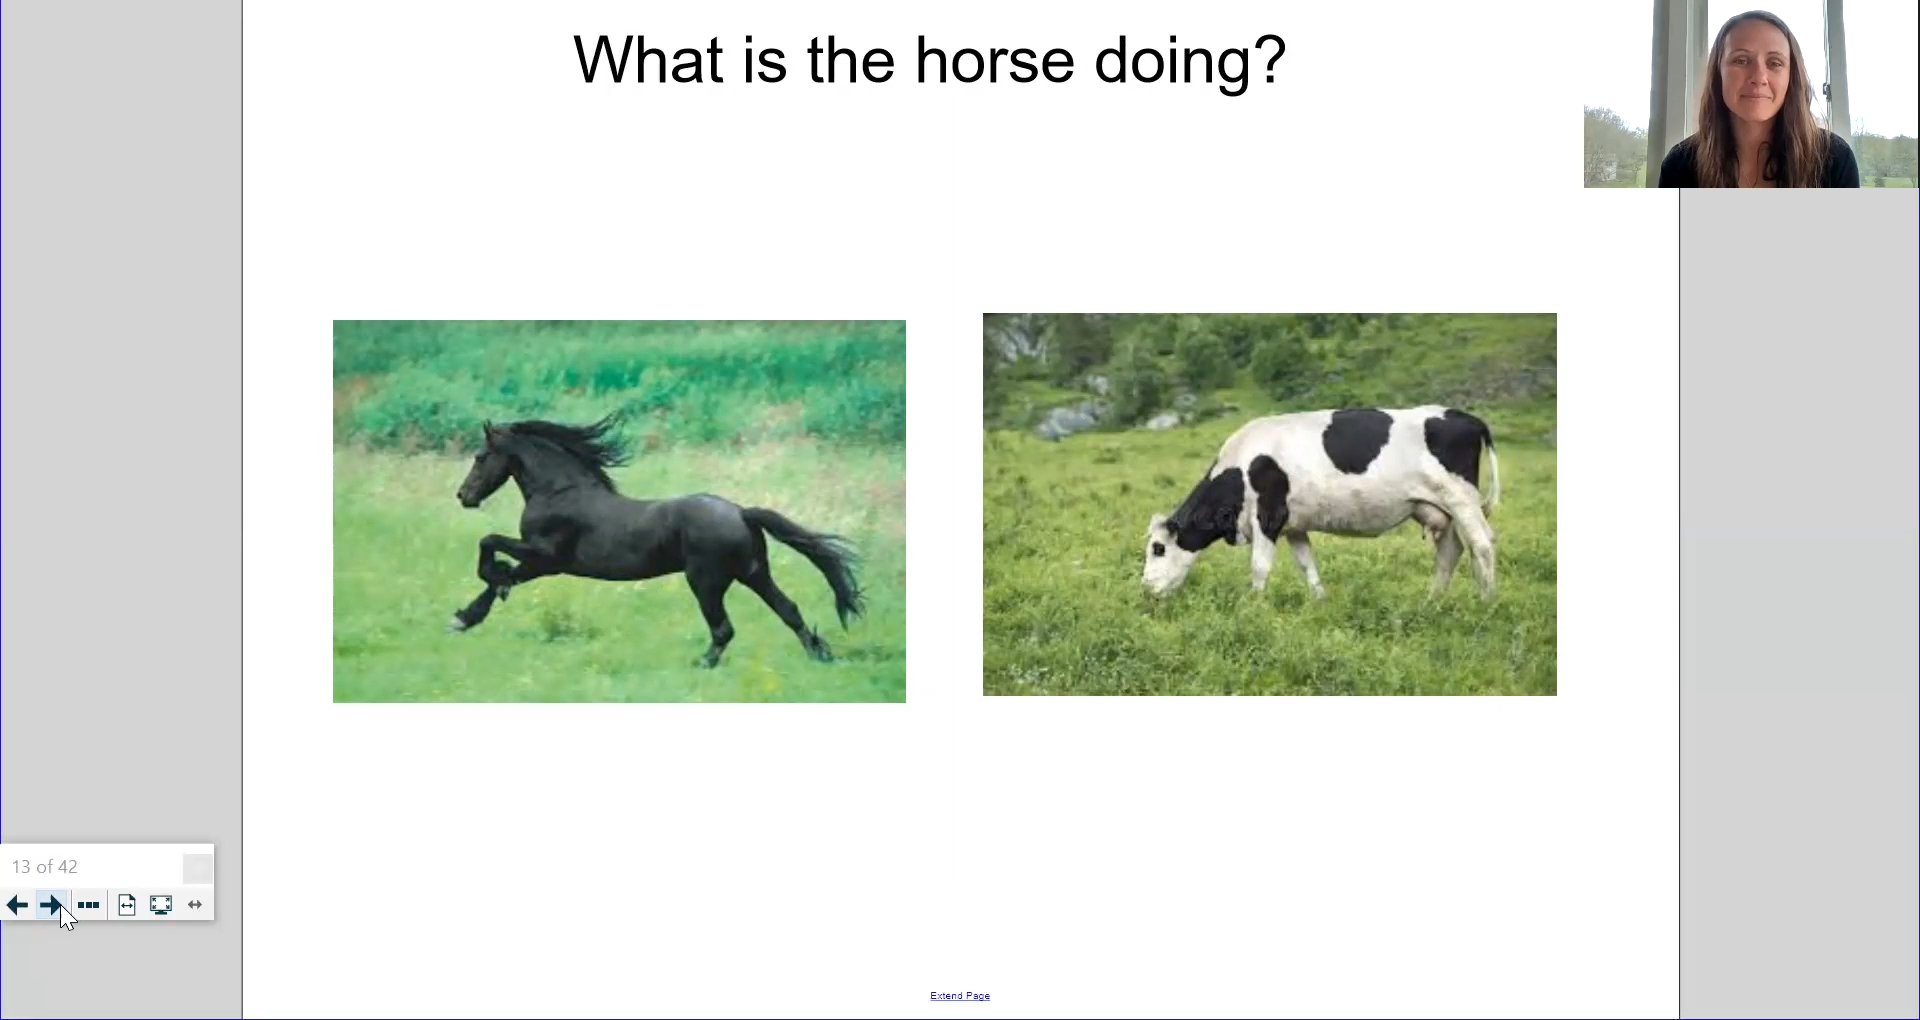 What is the horse doing?
13 of 42
Extend Page